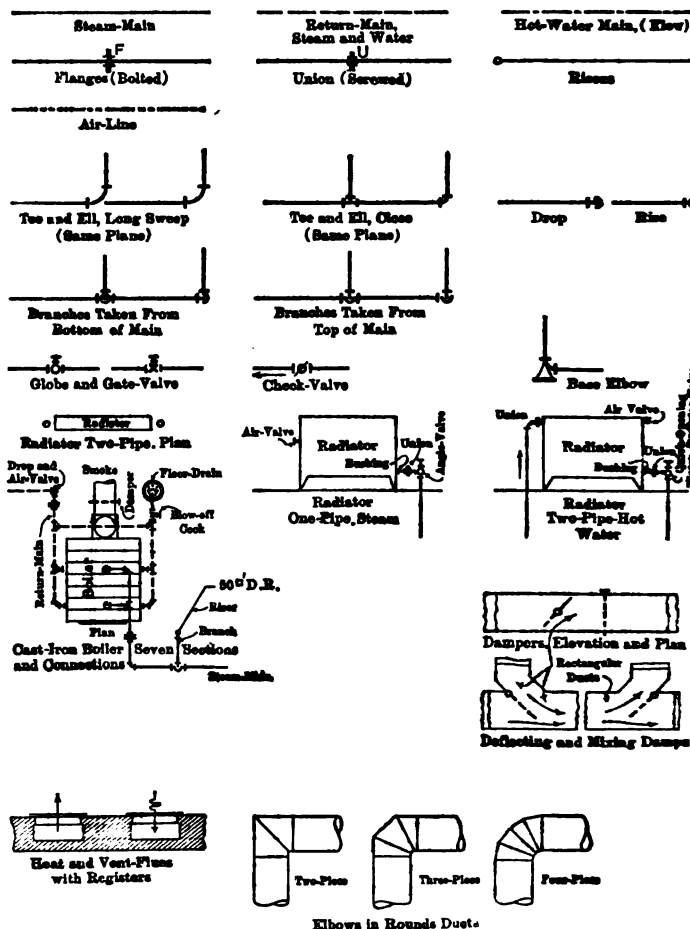 Steam-Main
Return-Main,
Steam and Water
Hot-Water Main, (Flow)
F
Flanges (Bolted)
U
Union (Screwed)
Risers
Air-Line
Tee and Ell, Long Sweep
(Same Plane)
Tee and Ell, Close
(Same Plane)
Drop
Rise
Branches Taken From
Bottom of Main
Branches Taken From
Top of Main
Globe and Gate-Valve
Check-Valve
Base Elbow
Radiator
Radiator Two-Pipe, Plan
Air-Valve
Radiator
Union
Bushing
Angle-Valve
Radiator
One-Pipe, Steam
Union
Air Valve
Radiator
Union
Bushing
Radiator
Two-Pipe-Hot
Water
Drop and
Air-Valve
Smoke
Damper
Floor-Drain
Blow-off
Cock
Return-Main
Boiler
50 D.R.
Riser
Branch
Plan
Cast-Iron Boiler Seven Sections
and Connections
Steam-Main
Dampers, Elevation and Plan
Rectangular
Ducts
Deflecting and Mixing Dampe
Heat and Vent-Flues
with Registers
Two-Piece
Three-Piece
Four-Piece
Elbows in Rounds Ducts